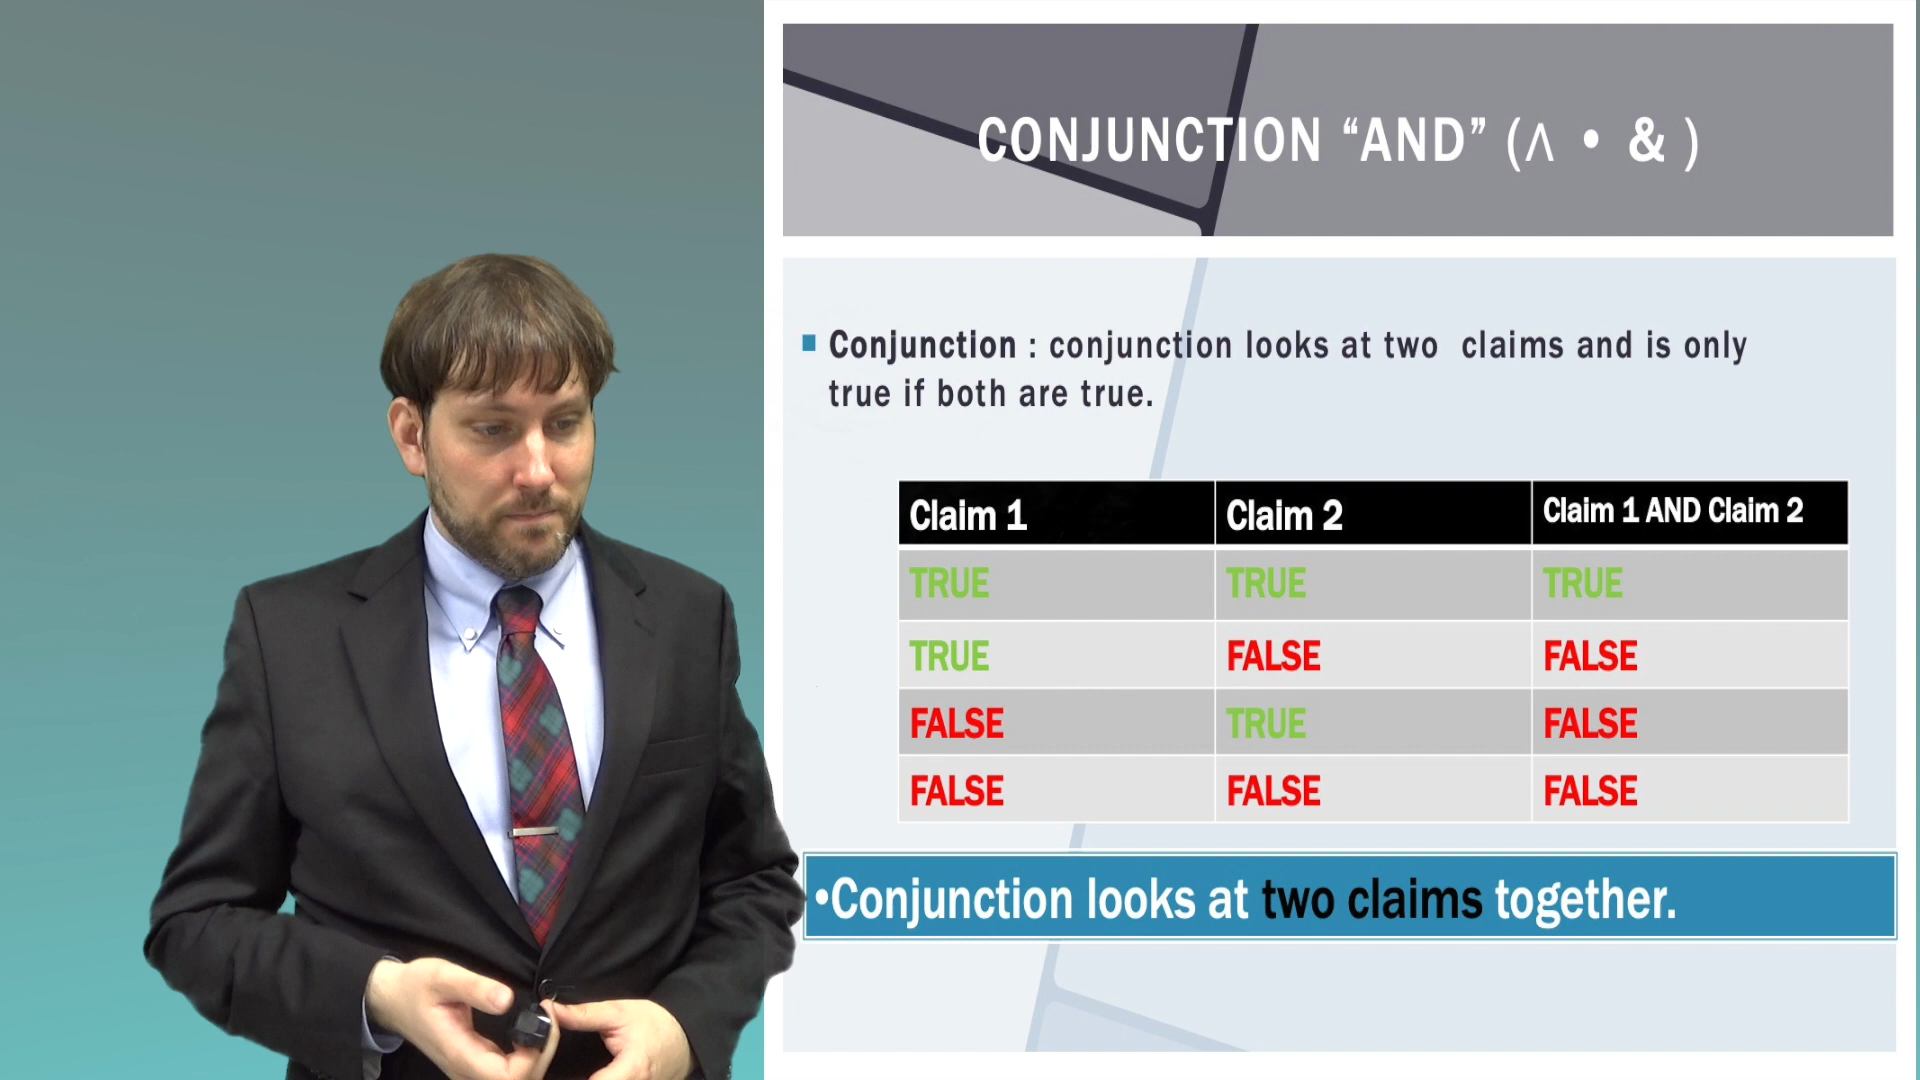 CONJUNCTION “AND” (∧ • & )
■ Conjunction : conjunction looks at two claims and is only
true if both are true.
Claim 1 Claim 2 Claim 1 AND Claim 2
TRUE TRUE TRUE
TRUE FALSE FALSE
FALSE TRUE FALSE
FALSE FALSE FALSE
•Conjunction looks at two claims together.